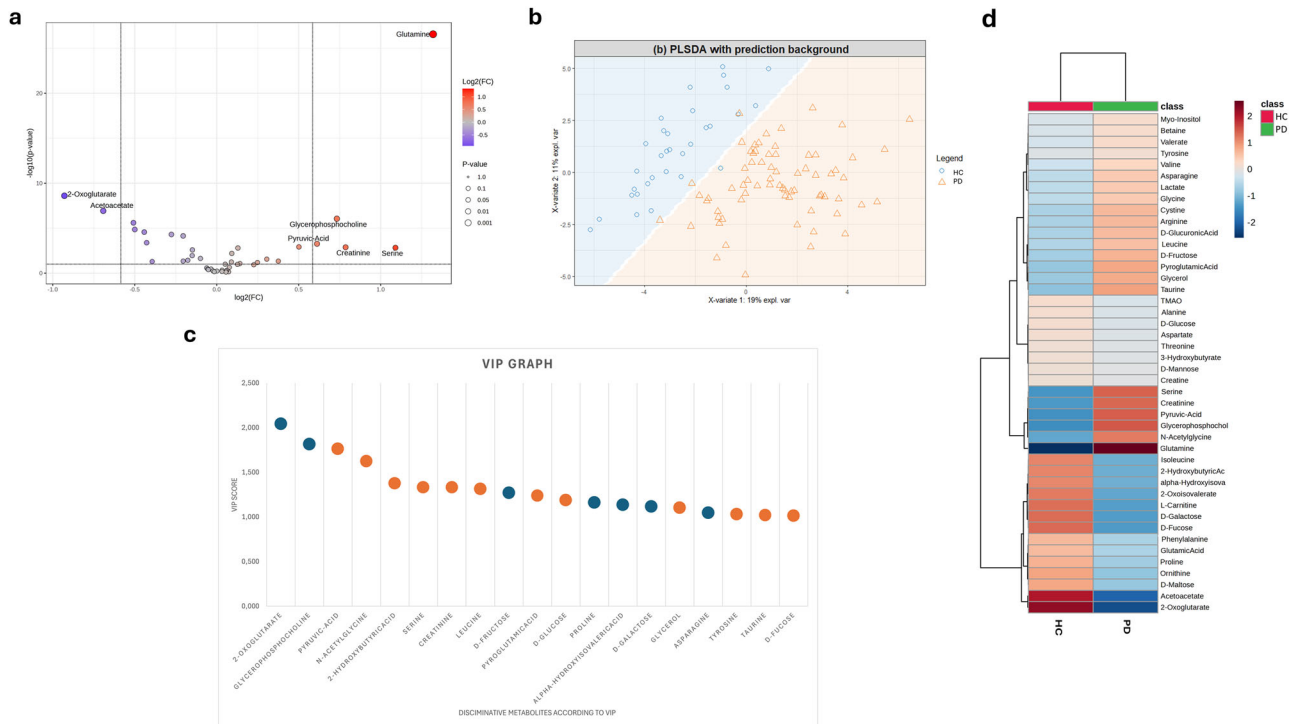 a
Glutamine
2-Oxoglutarate
Acetoacetate
Glycerophosphocholine
Pyruvic-Acid
Creatinine
Serine
20
10
0
-1.0
-0.5
0.0
0.5
1.0
-log10(p-value)
log2(FC)
Log2(FC)
1.0
0.5
0.0
-0.5
P-value
1.0
0.1
0.05
0.01
0.001
b
(b) PLSDA with prediction background
5.0
2.5
0.0
-2.5
-5.0
-4
0
4
X-variate 2: 11% expl. var
X-variate 1: 19% expl. var
Legend
HC
PD
c
VIP GRAPH
2,500
2,000
1,500
1,000
0,500
0,000
VIP SCORE
2-OXOGLUTARATE
GLYCEROPHOSPHOCHOLINE
PYRUVIC-ACID
N-ACETYLGLYCINE
2-HYDROXYBUTYRICACID
SERINE
CREATININE
LEUCINE
D-FRUCTOSE
PYROGLUTAMICACID
D-GLUCOSE
PROLINE
ALPHA-HYDROXYISOVALERICACID
D-GALACTOSE
GLYCEROL
ASPARAGINE
TYROSINE
TAURINE
D-FUCOSE
DISCIMINATIVE METABOLITES ACCORDING TO VIP
d
class
Myo-Inositol
Betaine
Valerate
Tyrosine
Valine
Asparagine
Lactate
Glycine
Cystine
Arginine
D-GlucuronicAcid
Leucine
D-Fructose
PyroglutamicAcid
Glycerol
Taurine
TMAO
Alanine
D-Glucose
Aspartate
Threonine
3-Hydroxybutyrate
D-Mannose
Creatine
Serine
Creatinine
Pyruvic-Acid
Glycerophosphochol
N-Acetylglycine
Glutamine
Isoleucine
2-HydroxybutyricAc
alpha-Hydroxyisova
2-Oxoisovalerate
L-Carnitine
D-Galactose
D-Fucose
Phenylalanine
GlutamicAcid
Proline
Ornithine
D-Maltose
Acetoacetate
2-Oxoglutarate
HC
PD
2
1
0
-1
-2
class
HC
PD